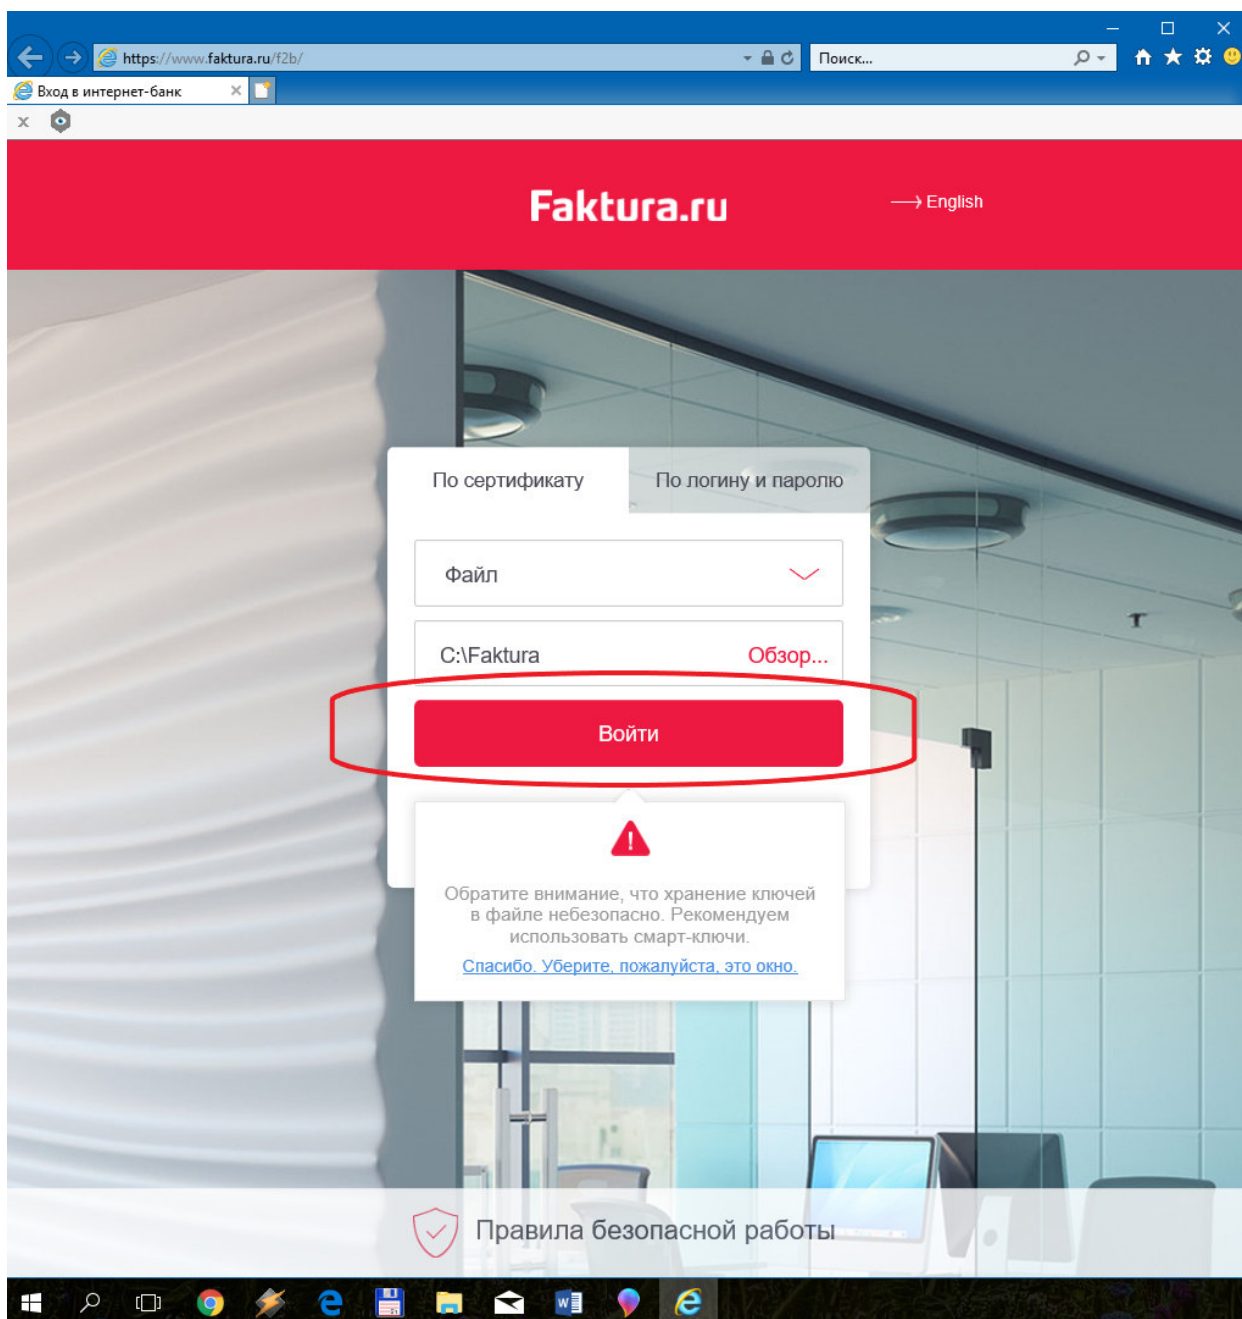 https://www.faktura.ru/f2b/
Поиск...
Вход в интернет-банк
Faktura.ru
English
По сертификату
По логину и паролю
Файл
C:\Faktura
Обзор...
Войти
Обратите внимание, что хранение ключей
в файле небезопасно. Рекомендуем
использовать смарт-ключи.
Спасибо. Уберите, пожалуйста, это окно.
Правила безопасной работы